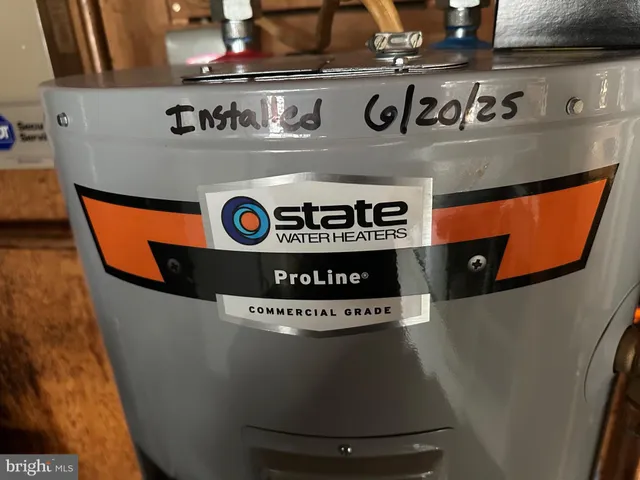 Installed 6/20/25
state
WATER HEATERS
ProLine®
COMMERCIAL GRADE
bright MLS